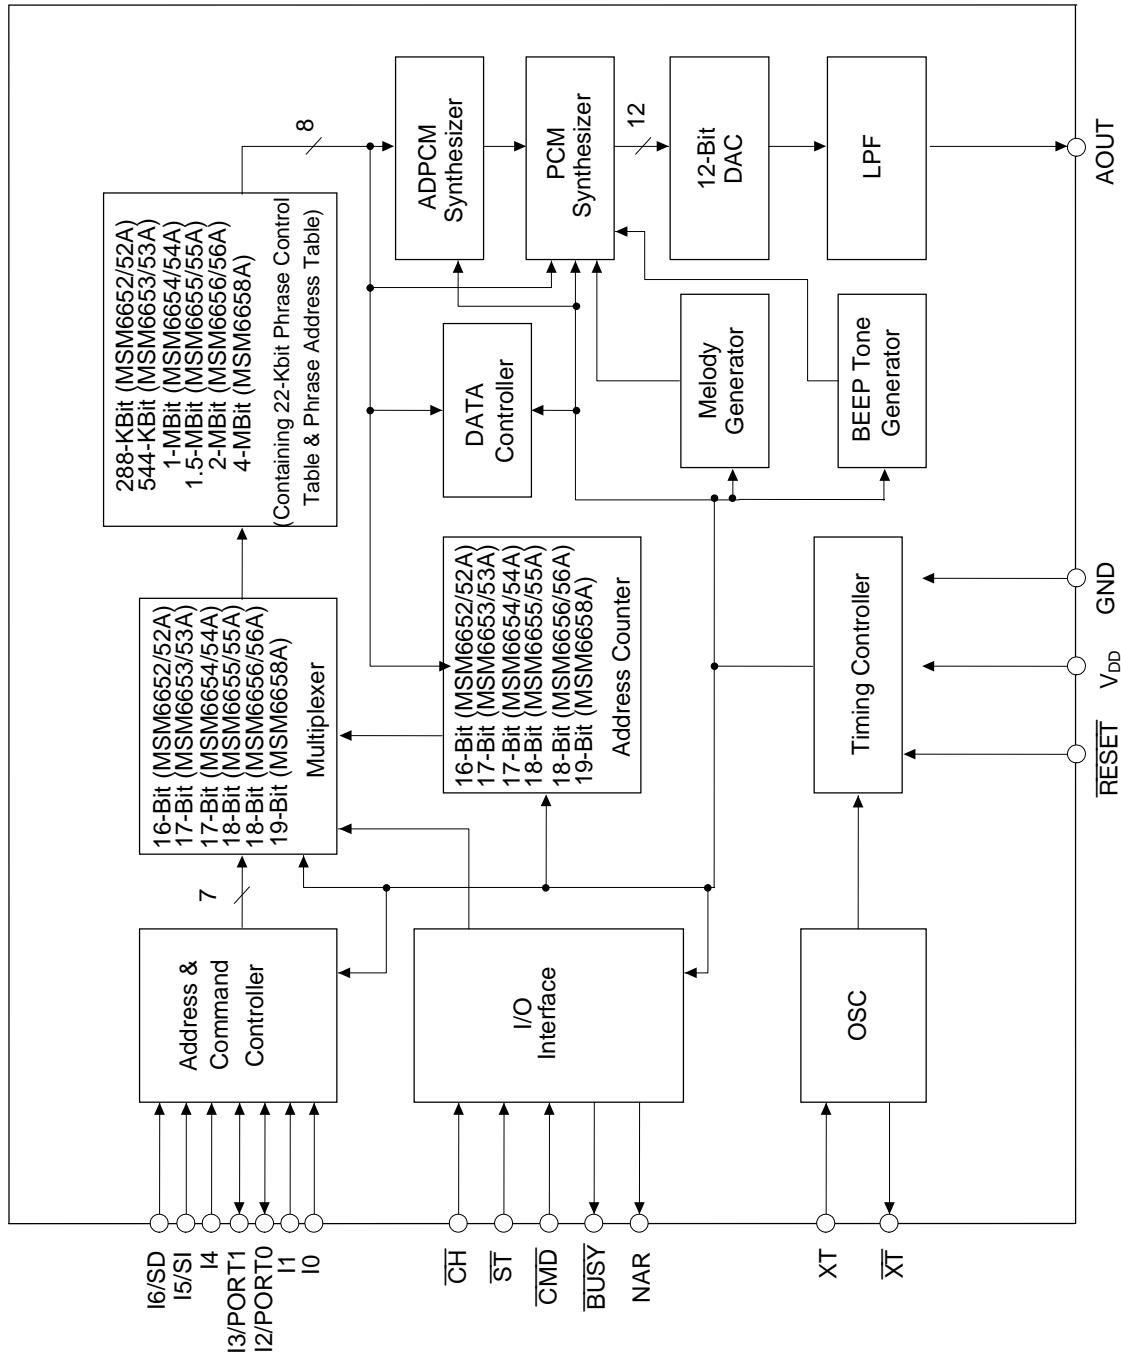 288-KBit (MSM6652/52A)
544-KBit (MSM6653/53A)
1-MBit (MSM6654/54A)
1.5-MBit (MSM6655/55A)
2-MBit (MSM6656/56A)
4-MBit (MSM6658A)
(Containing 22-Kbit Phrase Control
Table & Phrase Address Table)
8
ADPCM
Synthesizer
PCM
Synthesizer
12
12-Bit
DAC
LPF
AOUT
16-Bit (MSM6652/52A)
17-Bit (MSM6653/53A)
17-Bit (MSM6654/54A)
18-Bit (MSM6655/55A)
18-Bit (MSM6656/56A)
19-Bit (MSM6658A)
Multiplexer
DATA
Controller
Melody
Generator
BEEP Tone
Generator
16-Bit (MSM6652/52A)
17-Bit (MSM6653/53A)
17-Bit (MSM6654/54A)
18-Bit (MSM6655/55A)
18-Bit (MSM6656/56A)
19-Bit (MSM6658A)
Address Counter
Timing Controller
GND
VDD
RESET
7
Address &
Command
Controller
I/O
Interface
OSC
I6/SD
I5/SI
I4
I3/PORT1
I2/PORT0
I1
I0
CH
ST
CMD
BUSY
NAR
XT
XT